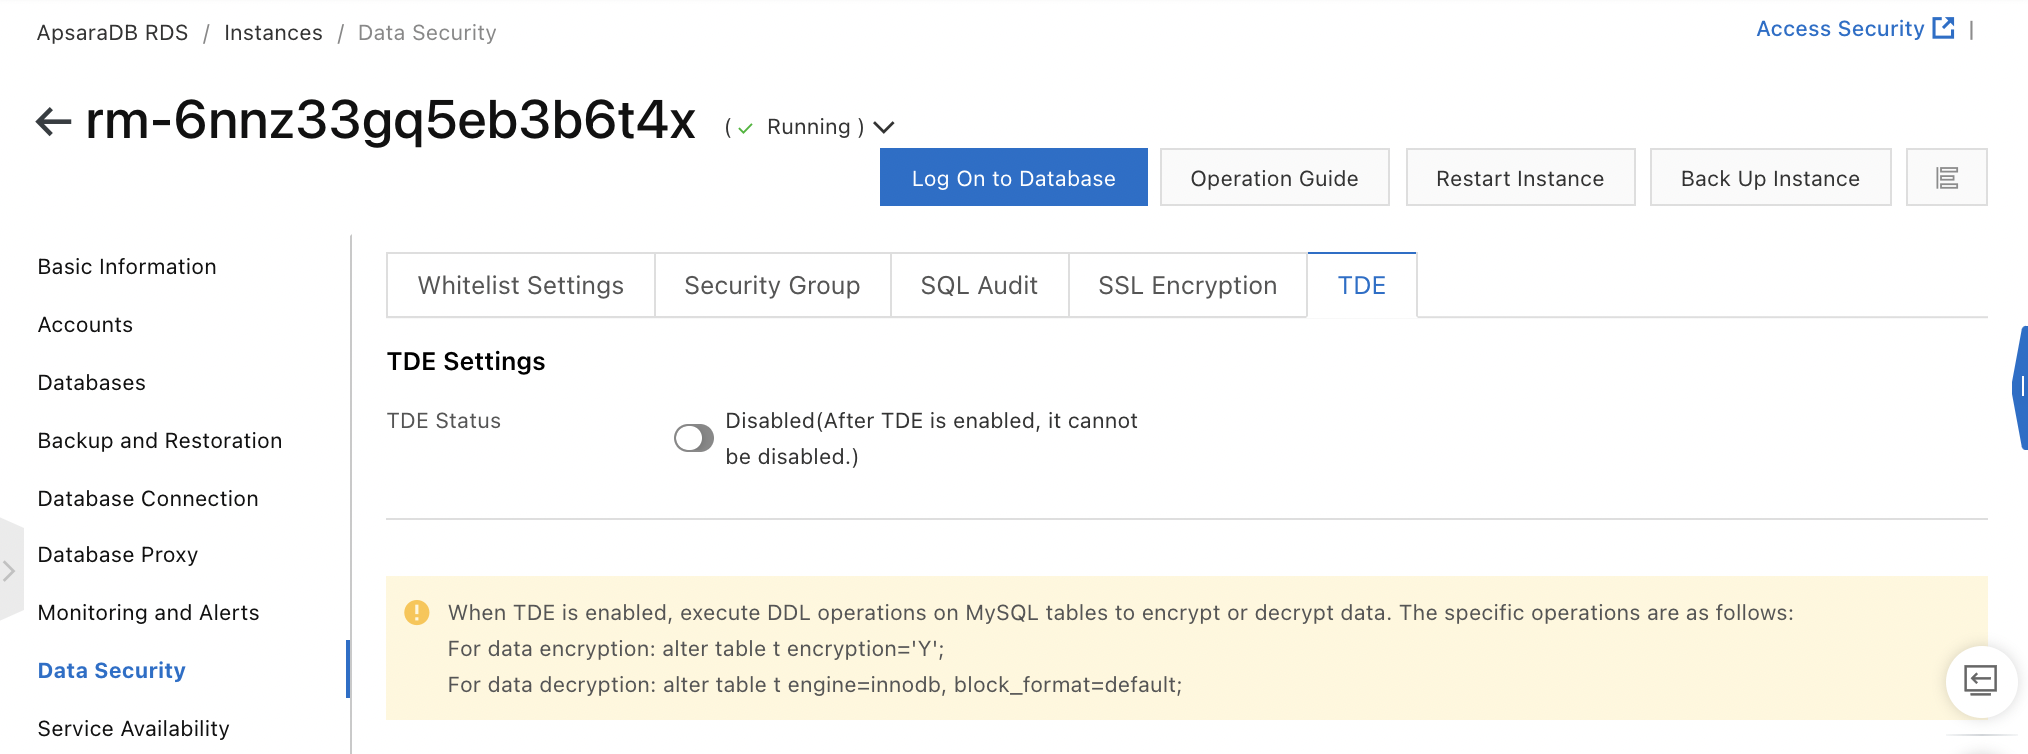 ApsaraDB RDS / Instances / Data Security
Access Security |
rm-6nnz33gq5eb3b6t4x ( Running )
Log On to Database
Operation Guide
Restart Instance
Back Up Instance
Basic Information
Accounts
Databases
Backup and Restoration
Database Connection
Database Proxy
Monitoring and Alerts
Data Security
Service Availability
Whitelist Settings
Security Group
SQL Audit
SSL Encryption
TDE
TDE Settings
TDE Status
Disabled(After TDE is enabled, it cannot
be disabled.)
When TDE is enabled, execute DDL operations on MySQL tables to encrypt or decrypt data. The specific operations are as follows:
For data encryption: alter table t encryption='Y';
For data decryption: alter table t engine=innodb, block_format=default;